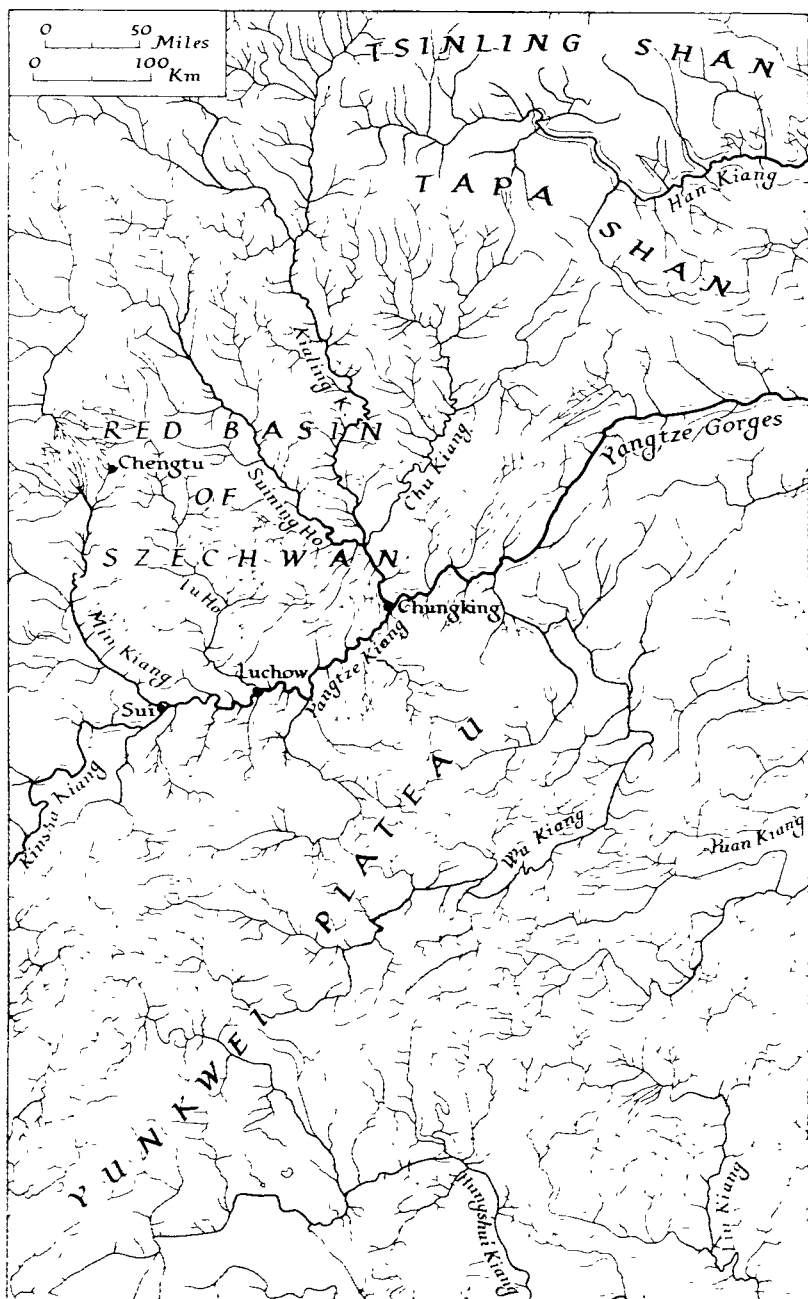 0 50 Miles
0 100 Km
TSINLING SHAN
TAPA SHAN
Han Kiang
Kialing K.
RED BASIN
OF
SZECHWAN
Chengtu
Suining Ho
Chu Kiang
Yangtze Gorges
Lu Ho
Min Kiang
Chungking
Luchow
Yangtze Kiang
Sui
Kinsha Kiang
YUNKWEI PLATEAU
Wu Kiang
Yuan Kiang
Hungshui Kiang
Liu Kiang